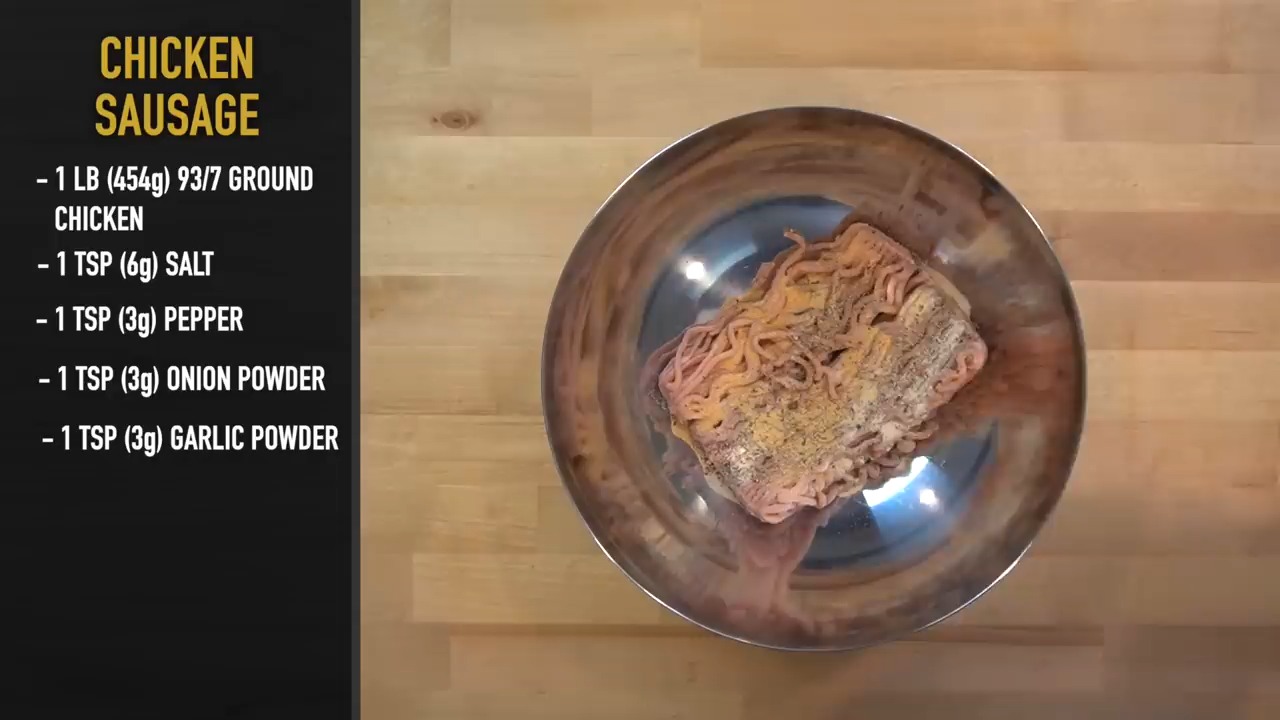 CHICKEN
SAUSAGE
- 1 LB (454g) 93/7 GROUND
CHICKEN
- 1 TSP (6g) SALT
- 1 TSP (3g) PEPPER
- 1 TSP (3g) ONION POWDER
- 1 TSP (3g) GARLIC POWDER